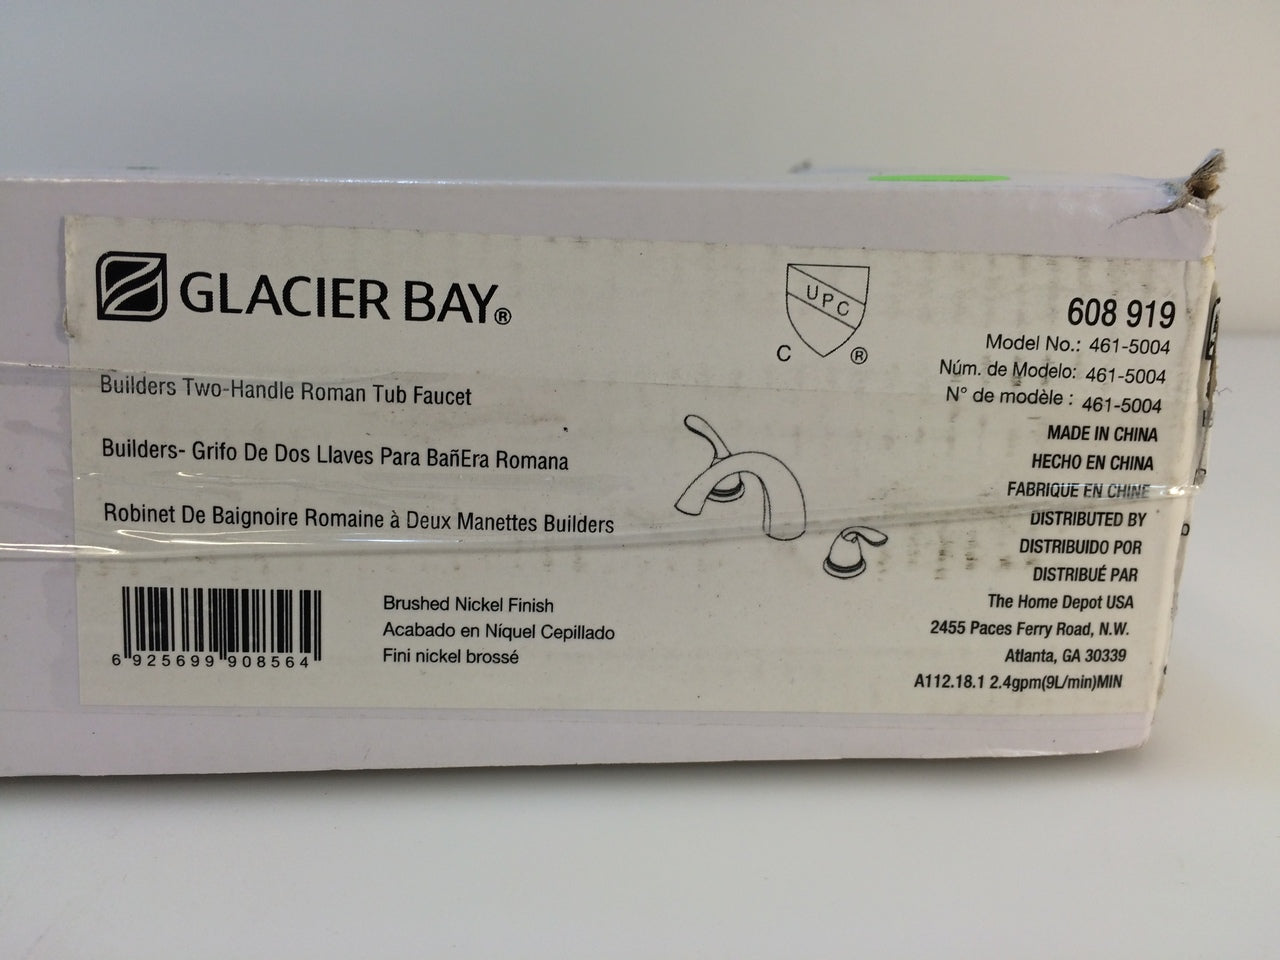 GLACIER BAY®
Builders Two-Handle Roman Tub Faucet
Builders- Grifo De Dos Llaves Para BañEra Romana
Robinet De Baignoire Romaine à Deux Manettes Builders
6 925699 908564
Brushed Nickel Finish
Acabado en Níquel Cepillado
Fini nickel brossé
UPC
C ®
608 919
Model No.: 461-5004
Núm. de Modelo: 461-5004
N° de modèle : 461-5004
MADE IN CHINA
HECHO EN CHINA
FABRIQUE EN CHINE
DISTRIBUTED BY
DISTRIBUIDO POR
DISTRIBUÉ PAR
The Home Depot USA
2455 Paces Ferry Road, N.W.
Atlanta, GA 30339
A112.18.1 2.4gpm(9L/min)MIN